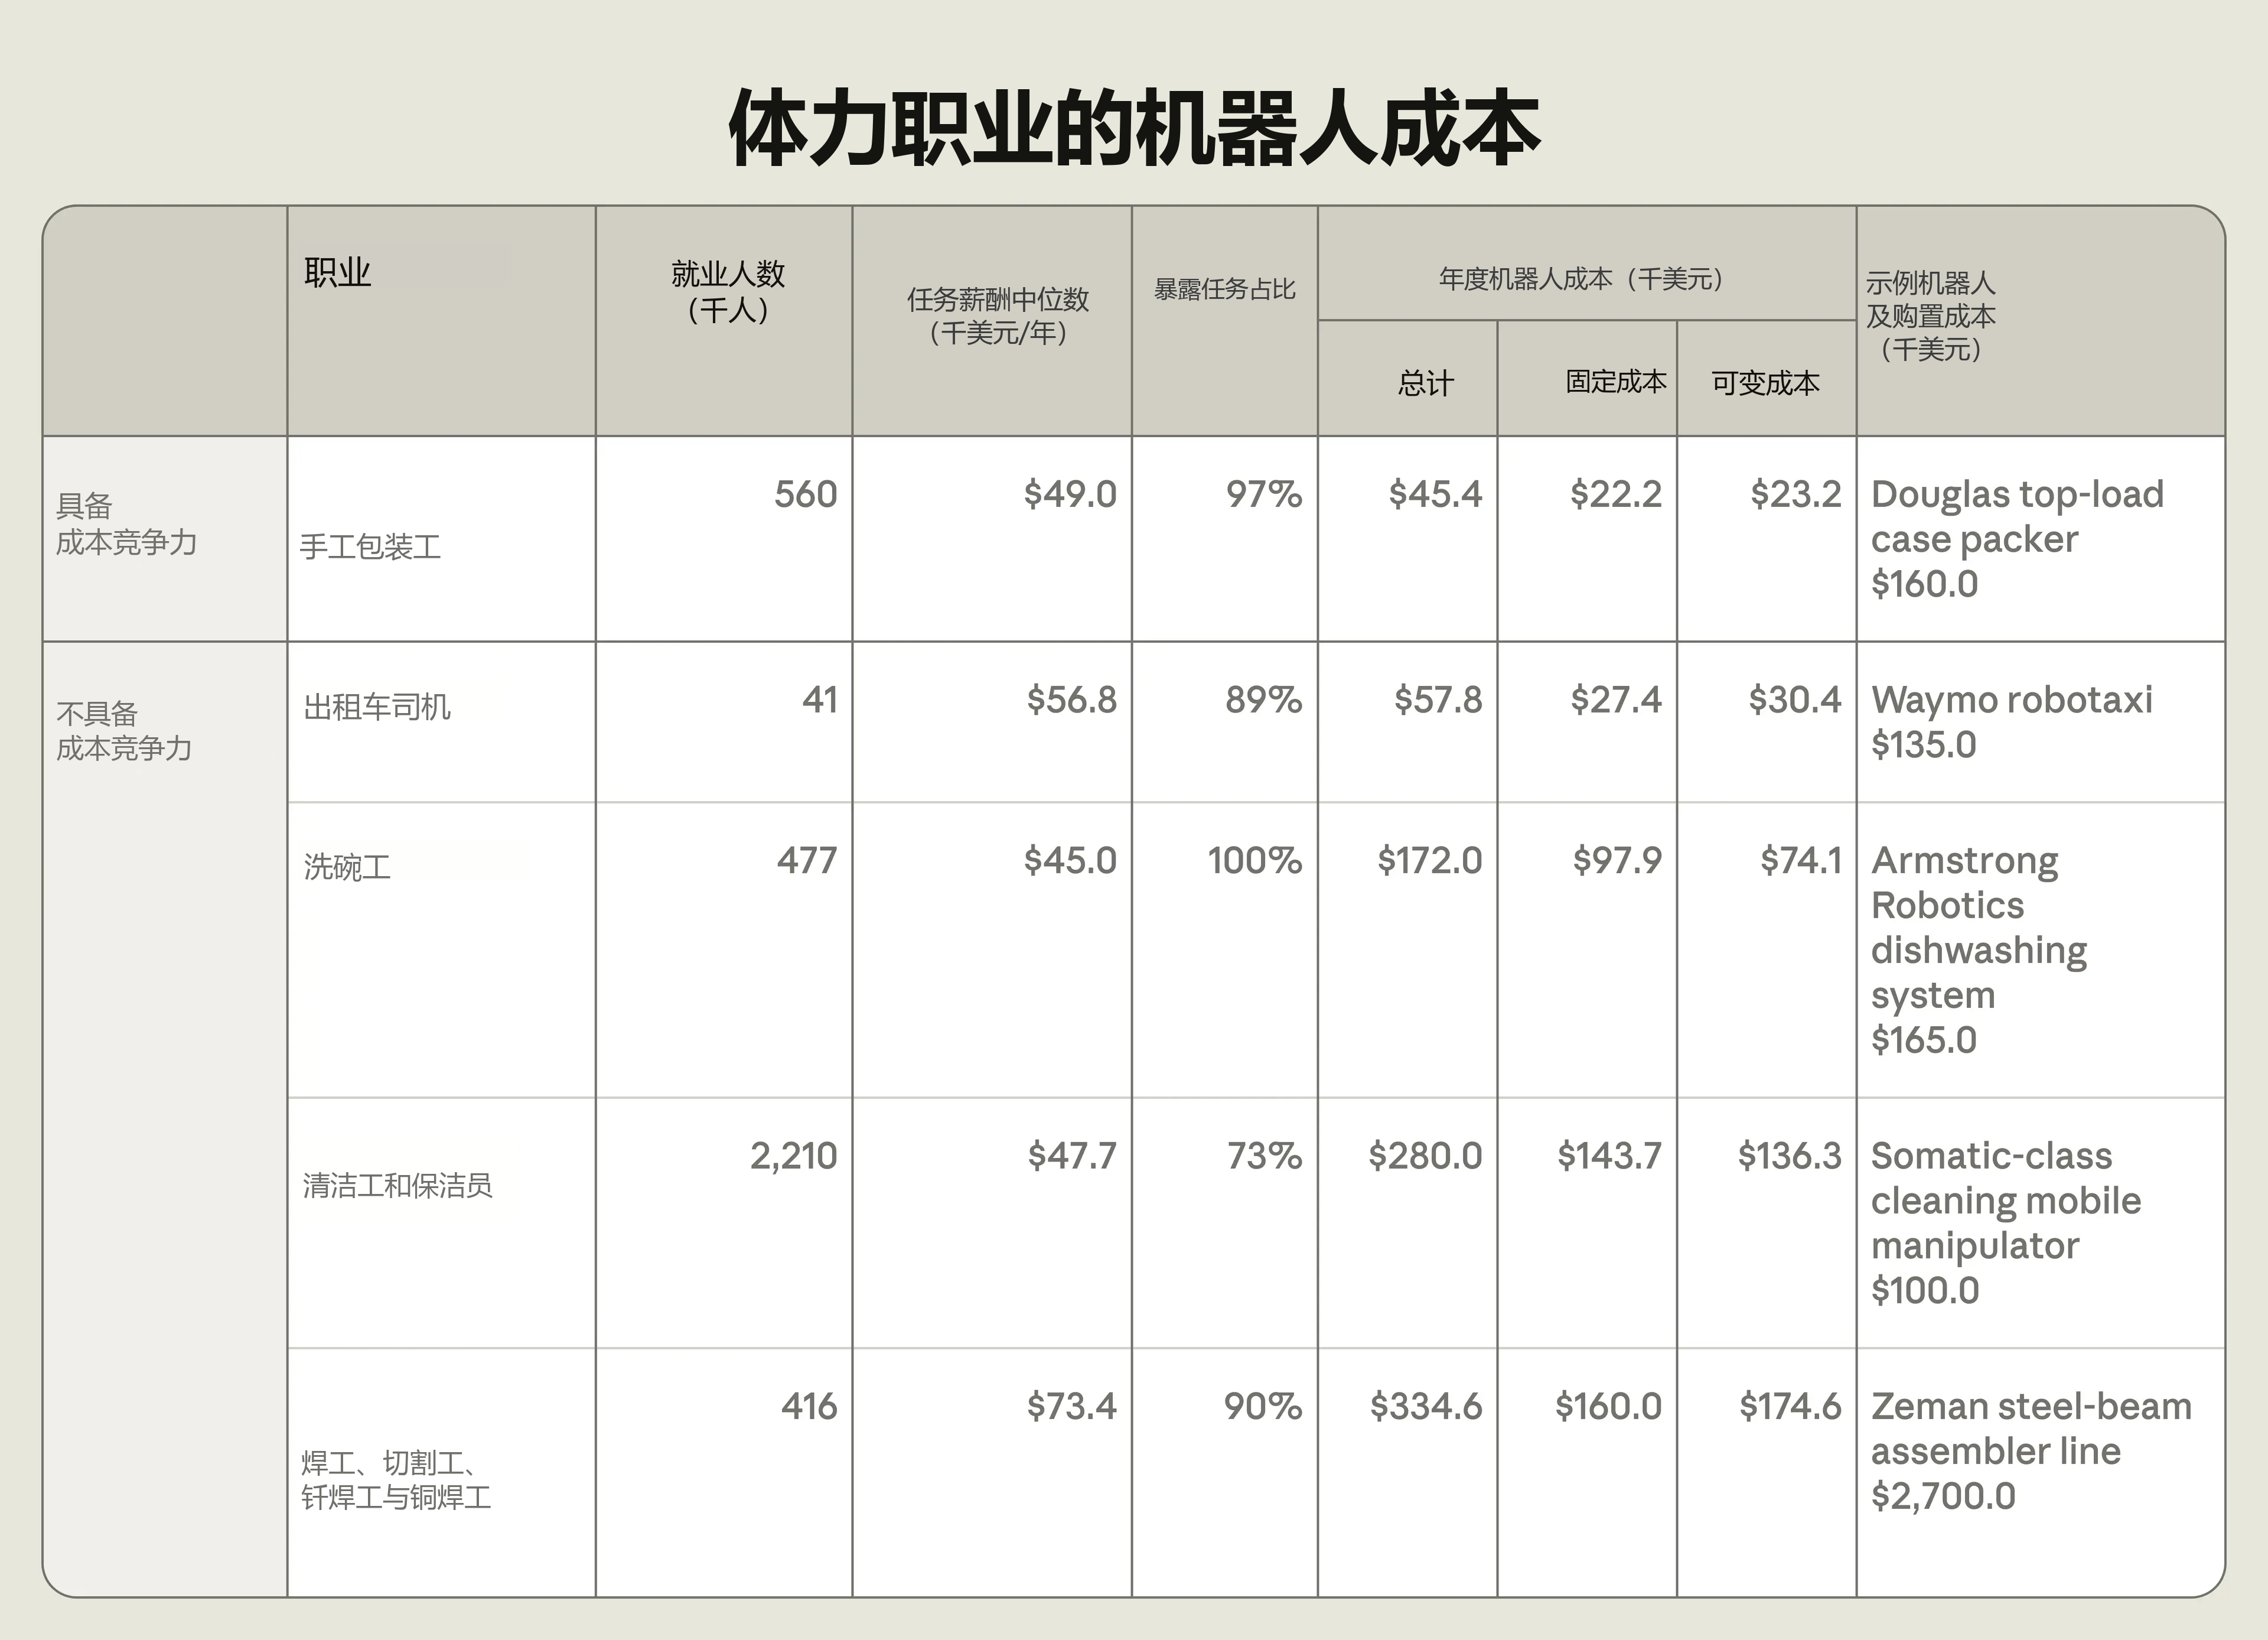 体力职业的机器人成本
职业
就业人数
（千人）
任务薪酬中位数
（千美元/年）
暴露任务占比
年度机器人成本（千美元）
总计
固定成本
可变成本
示例机器人
及购置成本
（千美元）
具备
成本竞争力
手工包装工
560
$49.0
97%
$45.4
$22.2
$23.2
Douglas top-load
case packer
$160.0
不具备
成本竞争力
出租车司机
41
$56.8
89%
$57.8
$27.4
$30.4
Waymo robotaxi
$135.0
洗碗工
477
$45.0
100%
$172.0
$97.9
$74.1
Armstrong
Robotics
dishwashing
system
$165.0
清洁工和保洁员
2,210
$47.7
73%
$280.0
$143.7
$136.3
Somatic-class
cleaning mobile
manipulator
$100.0
焊工、切割工、
钎焊工与铜焊工
416
$73.4
90%
$334.6
$160.0
$174.6
Zeman steel-beam
assembler line
$2,700.0